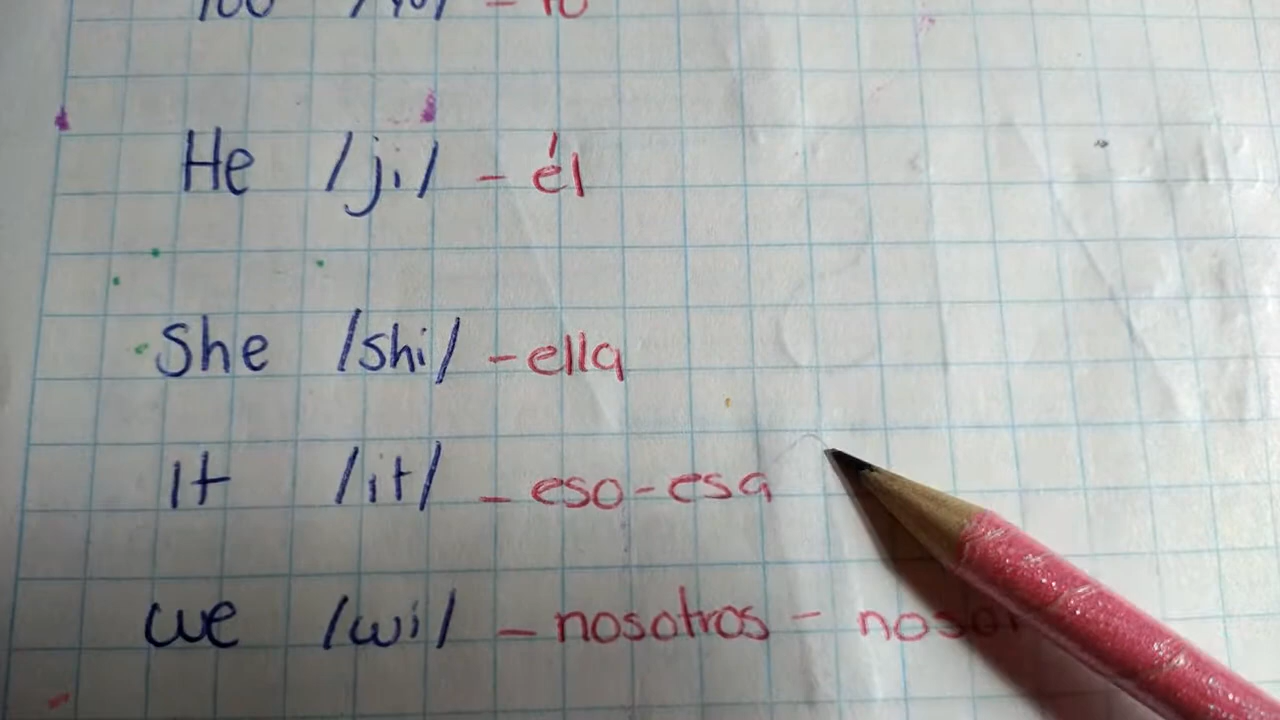 He /ji/ - él
She /shi/ - ella
It /it/ - eso - esa
we /wi/ - nosotros -